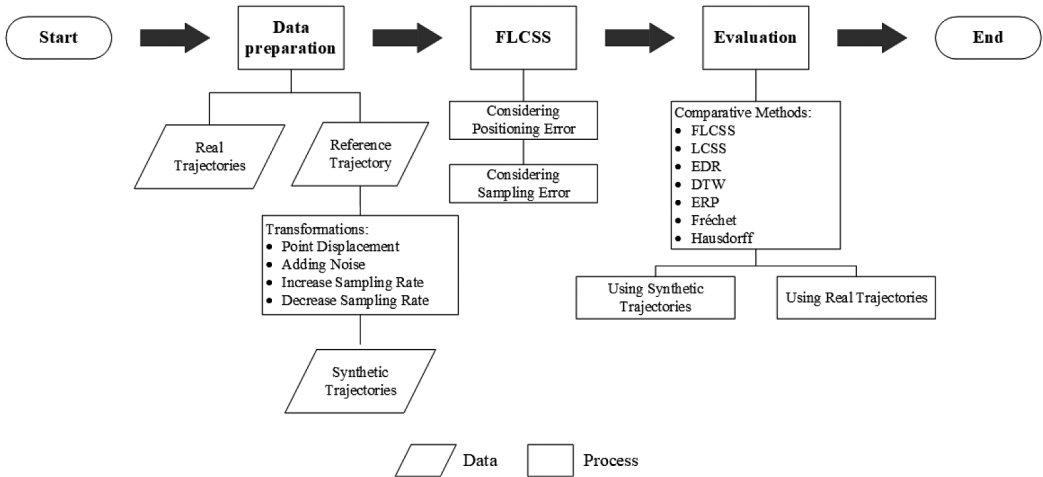 Start
Data
preparation
FLCSS
Evaluation
End
Real
Trajectories
Reference
Trajectory
Transformations:
• Point Displacement
• Adding Noise
• Increase Sampling Rate
• Decrease Sampling Rate
Synthetic
Trajectories
Considering
Positioning Error
Considering
Sampling Error
Comparative Methods:
• FLCSS
• LCSS
• EDR
• DTW
• ERP
• Fréchet
• Hausdorff
Using Synthetic
Trajectories
Using Real Trajectories
Data
Process